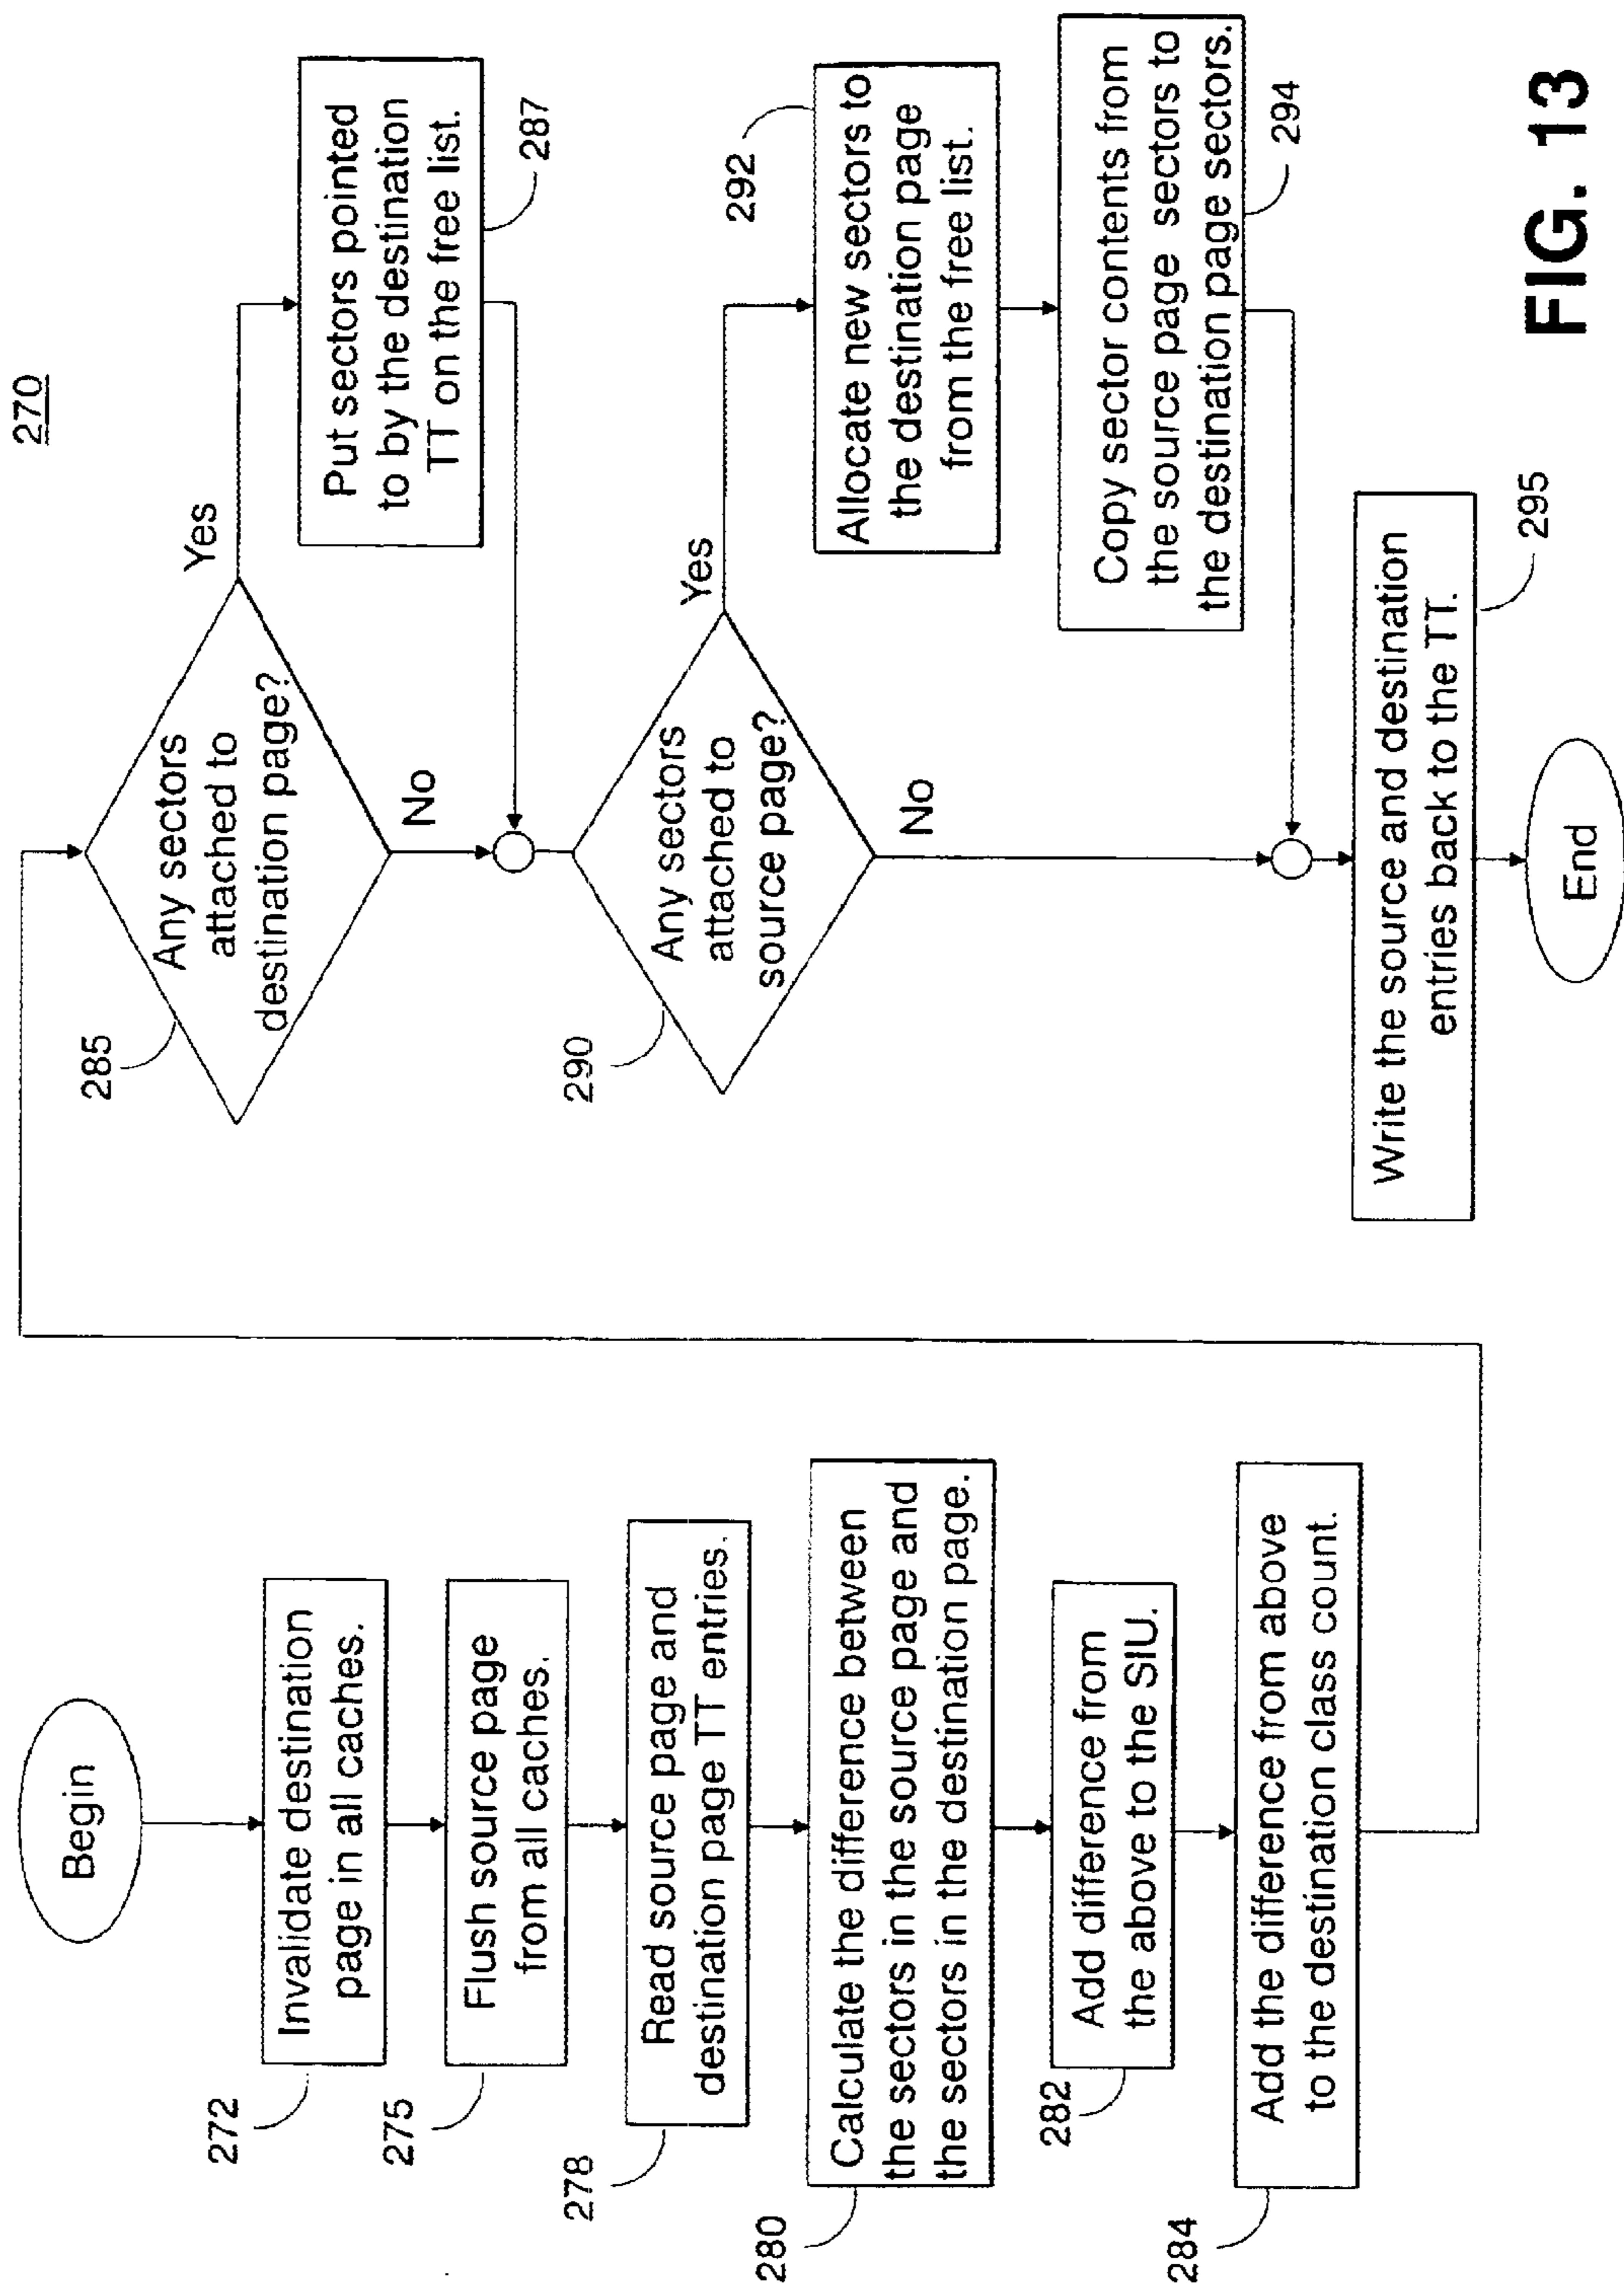 270
Begin
272
Invalidate destination
page in all caches.
275
Flush source page
from all caches.
278
Read source page and
destination page TT entries.
280
Calculate the difference between
the sectors in the source page and
the sectors in the destination page.
282
Add difference from
the above to the SIU.
284
Add the difference from above
to the destination class count.
285
Any sectors
attached to
destination page?
Yes
No
Put sectors pointed
to by the destination
TT on the free list.
287
290
Any sectors
attached to
source page?
Yes
No
292
Allocate new sectors to
the destination page
from the free list.
Copy sector contents from
the source page sectors to
the destination page sectors.
294
Write the source and destination
entries back to the TT.
295
End
FIG. 13